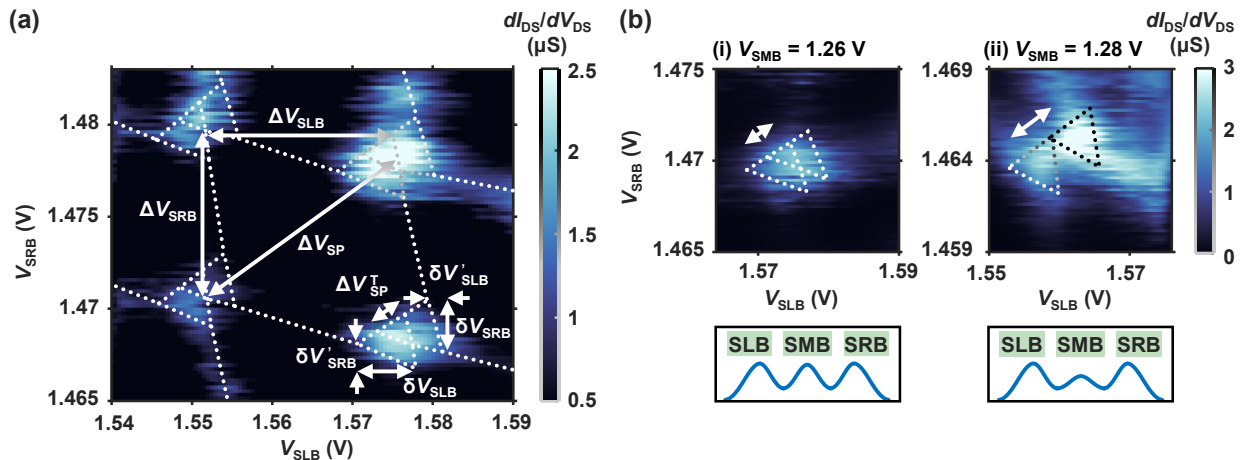 (a)
dI_DS/dV_DS
(µS)
2.5
2
1.5
1
0.5
1.48
1.475
1.47
1.465
V_SRB (V)
1.54
1.55
1.56
1.57
1.58
1.59
V_SLB (V)
ΔV_SLB
ΔV_SRB
ΔV_SP
ΔV_SP^T
δV'_SLB
δV_SRB
δV'_SRB
δV_SLB
(b)
dI_DS/dV_DS
(µS)
(i) V_SMB = 1.26 V
(ii) V_SMB = 1.28 V
1.475
1.47
1.465
V_SRB (V)
1.57
1.59
V_SLB (V)
1.469
1.464
1.459
1.55
1.57
V_SLB (V)
3
2
1
0
SLB SMB SRB
SLB SMB SRB